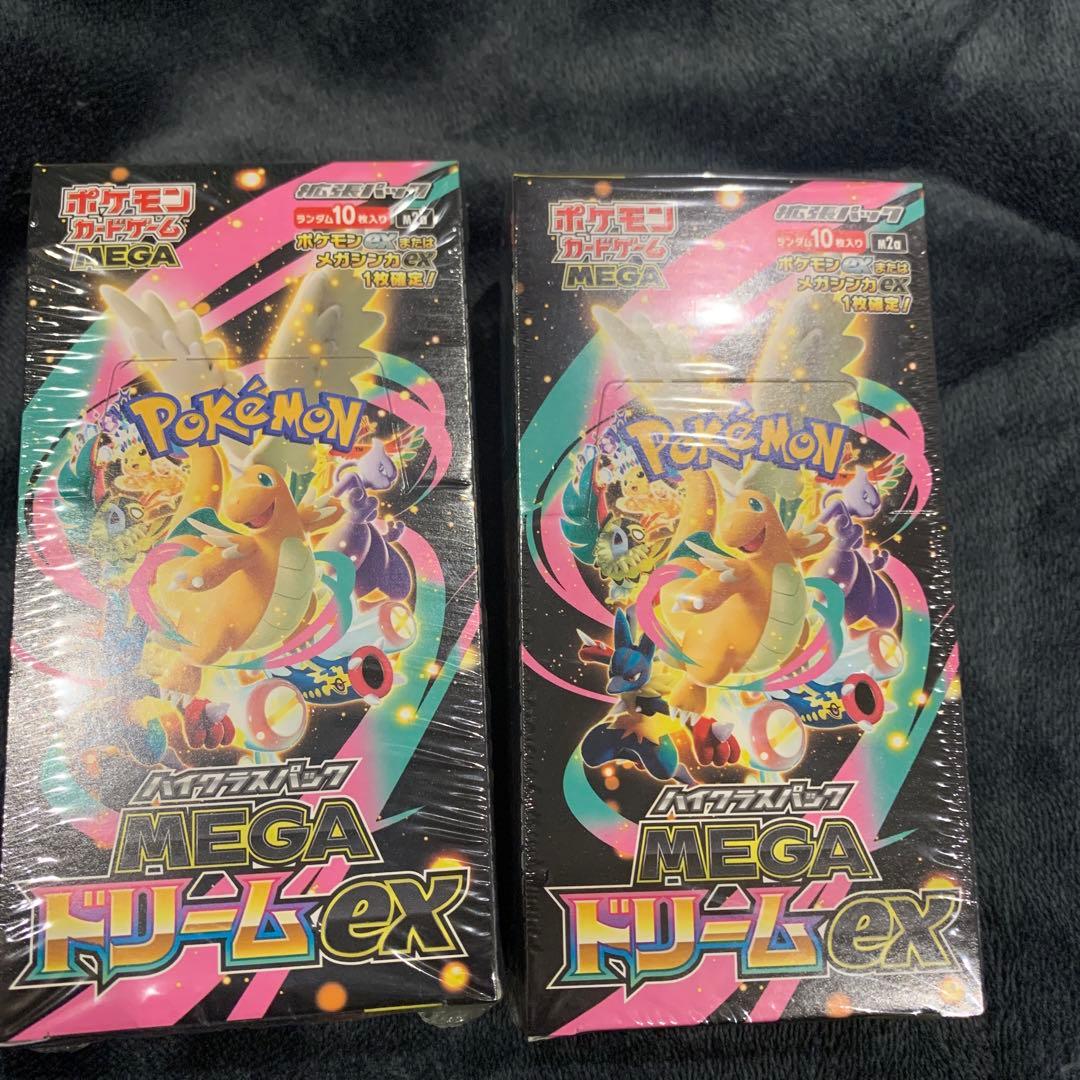 ポケモン
カードゲーム
MEGA
拡張パック
ランダム10枚入り M2a
ポケモンexまたは
メガシンカex
1枚確定!
POKéMON
TM
ハイクラスパック
MEGA
ドリームex
ポケモン
カードゲーム
MEGA
拡張パック
ランダム10枚入り M2a
ポケモンexまたは
メガシンカex
1枚確定!
POKéMON
ハイクラスパック
MEGA
ドリームex